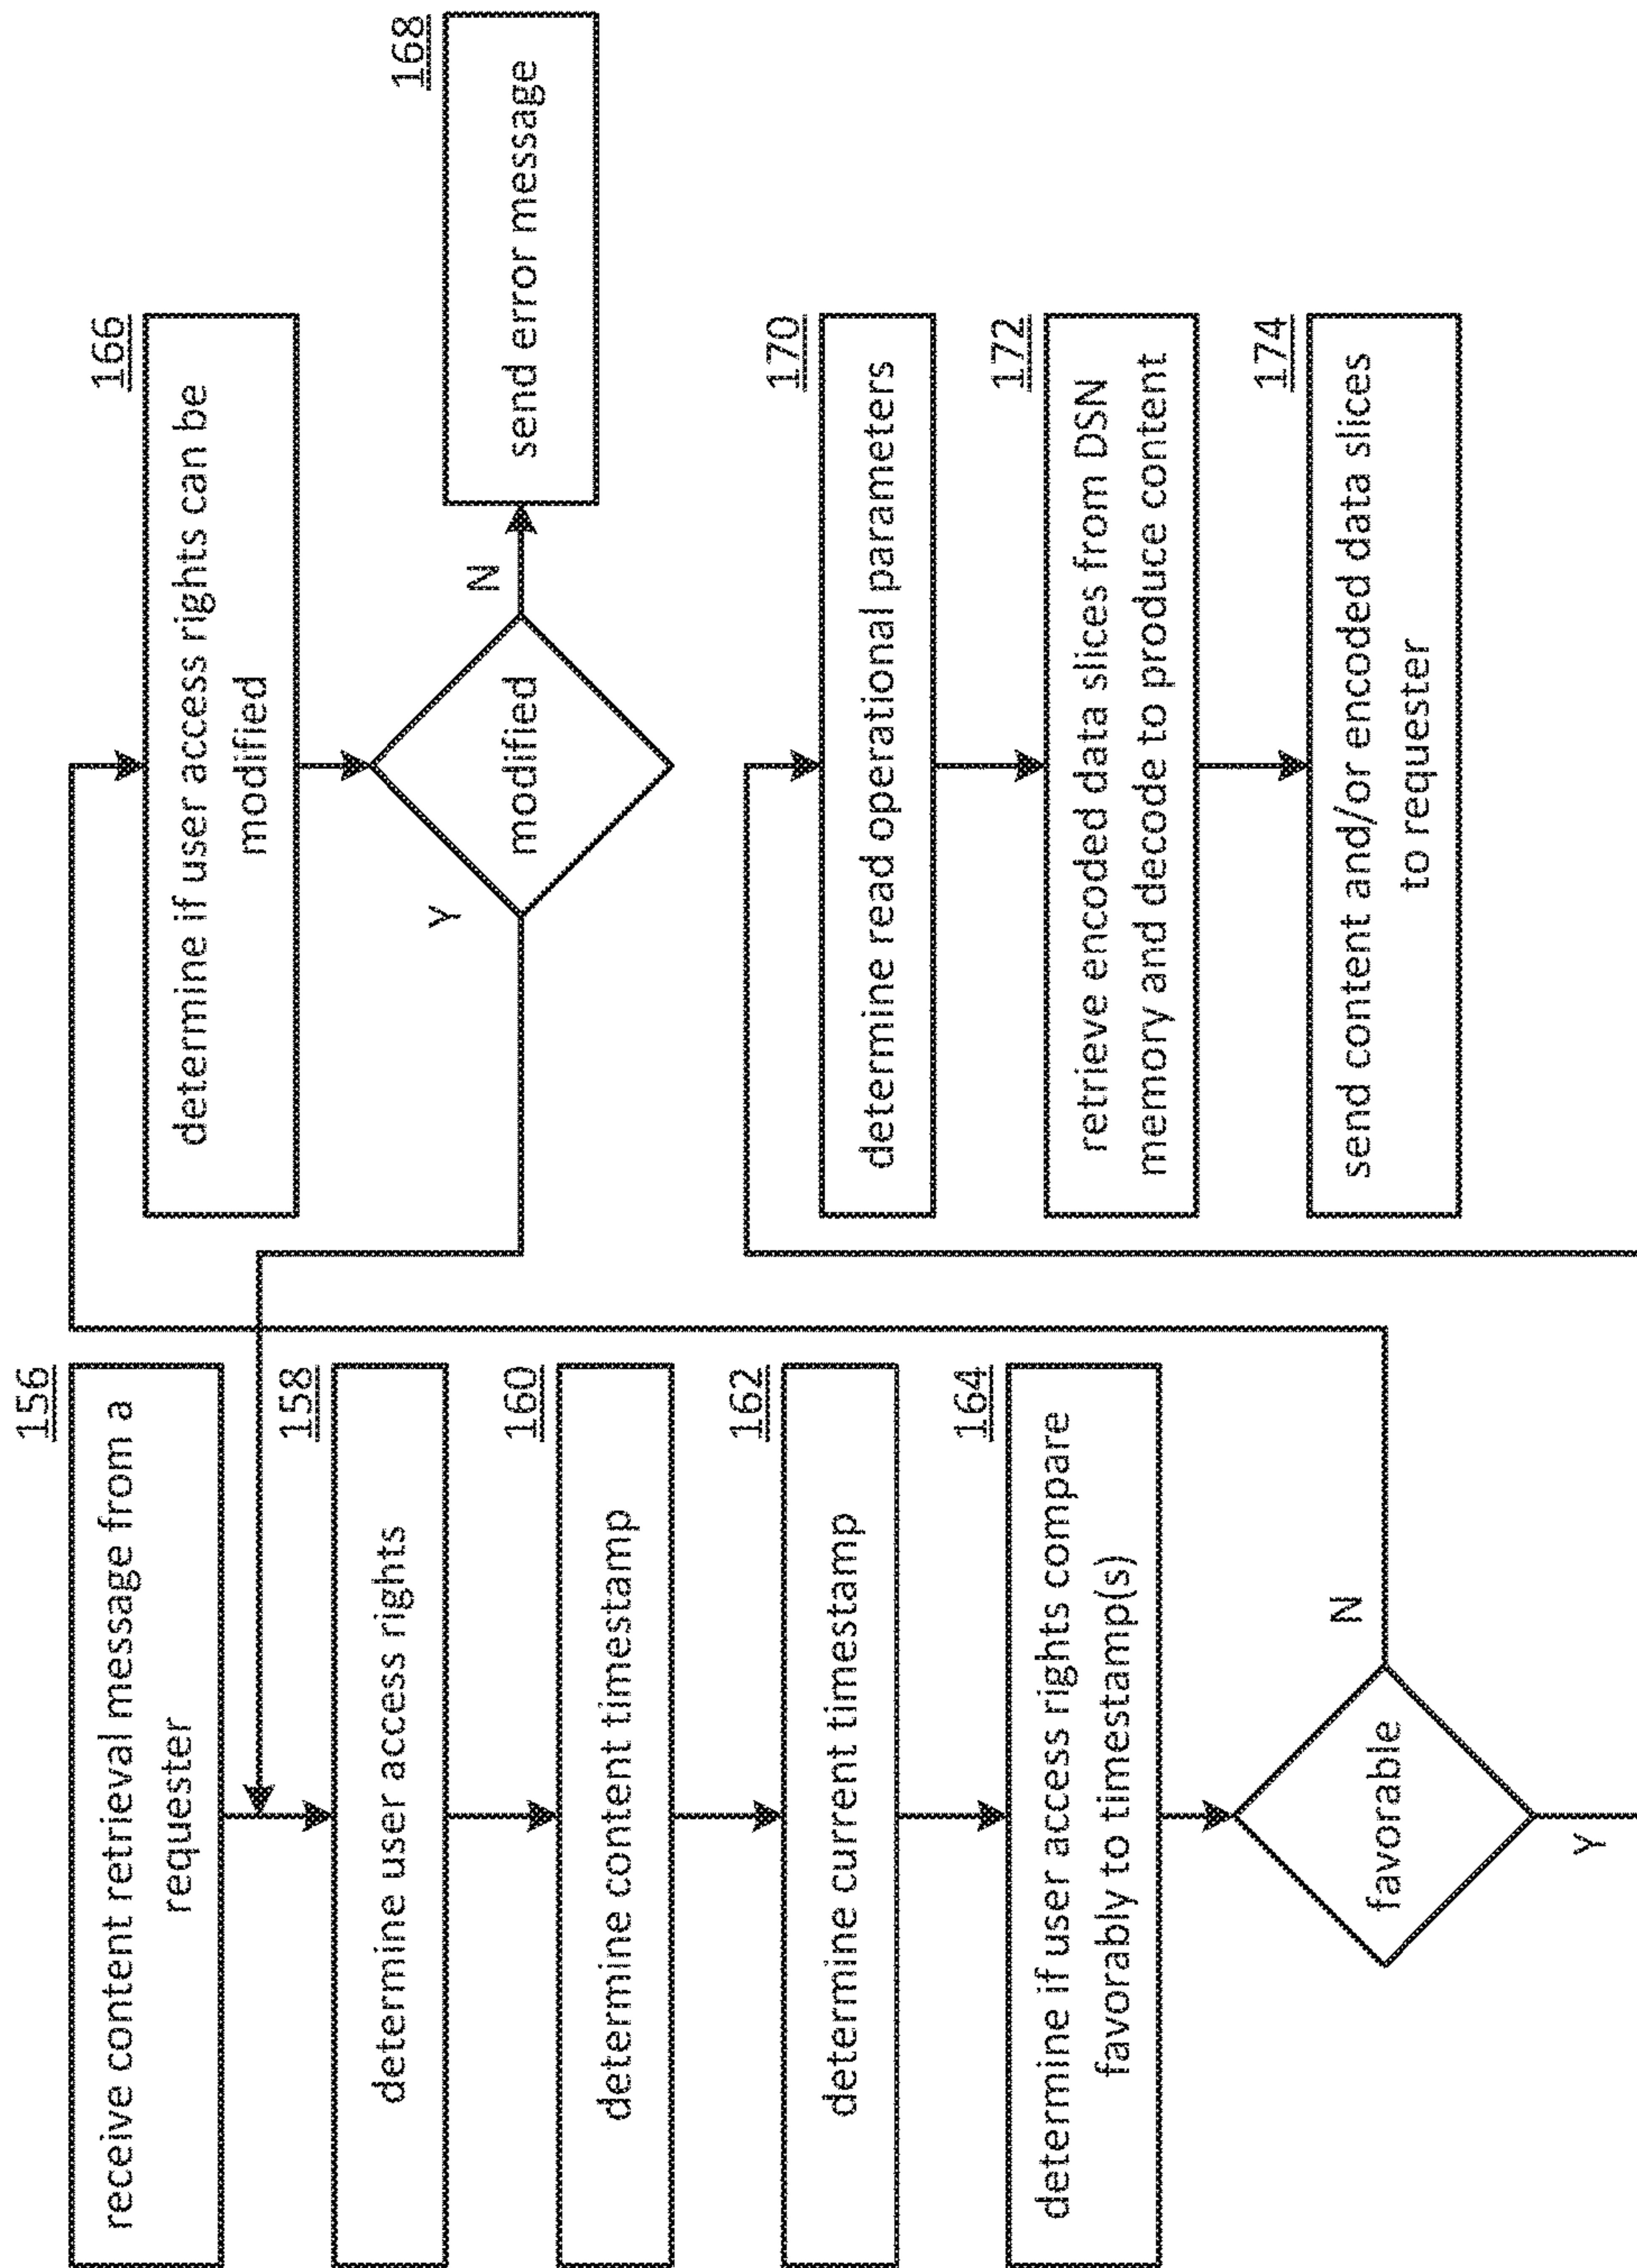 156
receive content retrieval message from a
requester
158
determine user access rights
160
determine content timestamp
162
determine current timestamp
164
determine if user access rights compare
favorably to timestamp(s)
favorable
N
Y
166
determine if user access rights can be
modified
modified
Y
N
168
send error message
170
determine read operational parameters
172
retrieve encoded data slices from DSN
memory and decode to produce content
174
send content and/or encoded data slices
to requester